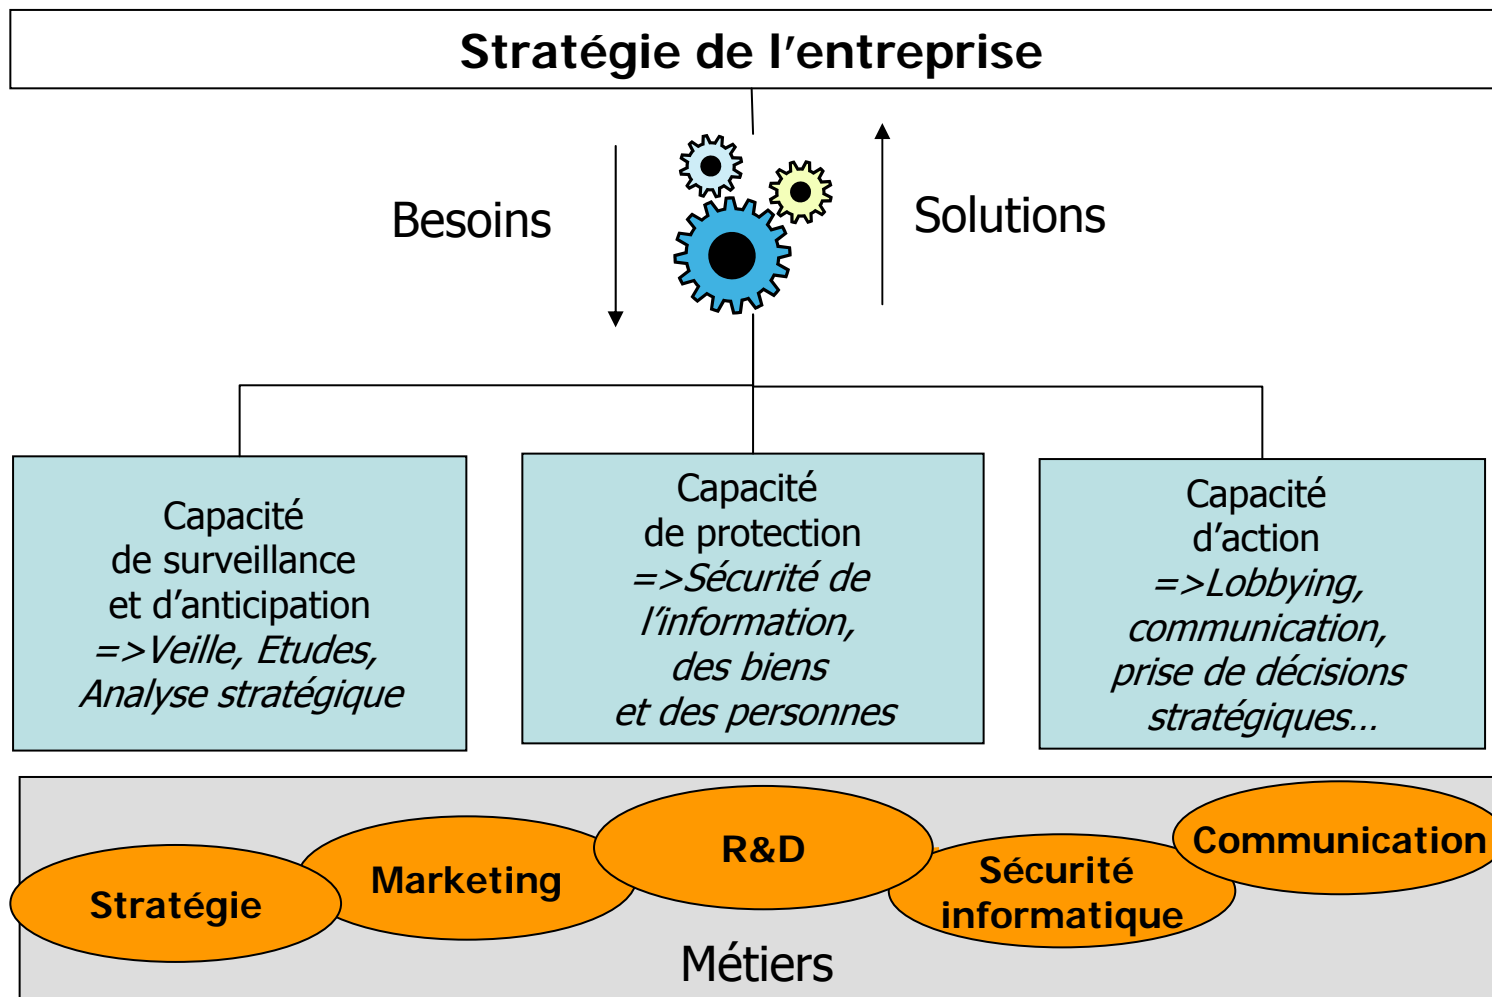 Stratégie de l’entreprise
Besoins
Solutions
Capacité
de surveillance
et d’anticipation
=>Veille, Etudes,
Analyse stratégique
Capacité
de protection
=>Sécurité de
l’information,
des biens
et des personnes
Capacité
d’action
=>Lobbying,
communication,
prise de décisions
stratégiques…
Stratégie
Marketing
R&D
Sécurité
informatique
Communication
Métiers